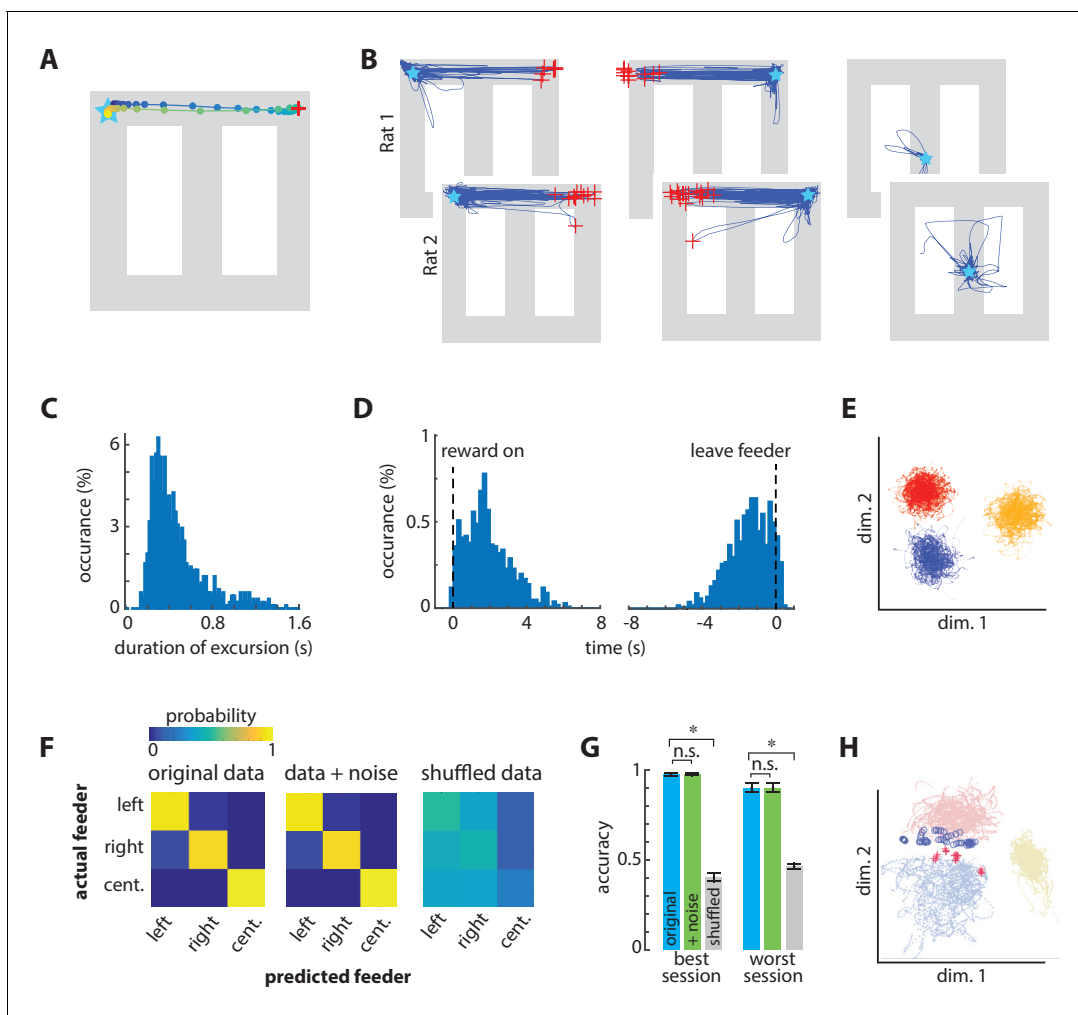 A
B
Rat 1
Rat 2
C
6
3
0
occurance (%)
0
0.8
1.6
duration of excursion (s)
D
1
0.5
0
occurance (%)
reward on
leave feeder
0
4
8
-8
-4
0
time (s)
E
dim. 2
dim. 1
F
probability
0
1
original data
data + noise
shuffled data
actual feeder
left
right
cent.
left
right
cent.
left
right
cent.
left
right
cent.
predicted feeder
G
*
n.s.
*
n.s.
1
0.5
0
accuracy
original
+ noise
shuffled
best
session
worst
session
H
dim. 2
dim. 1